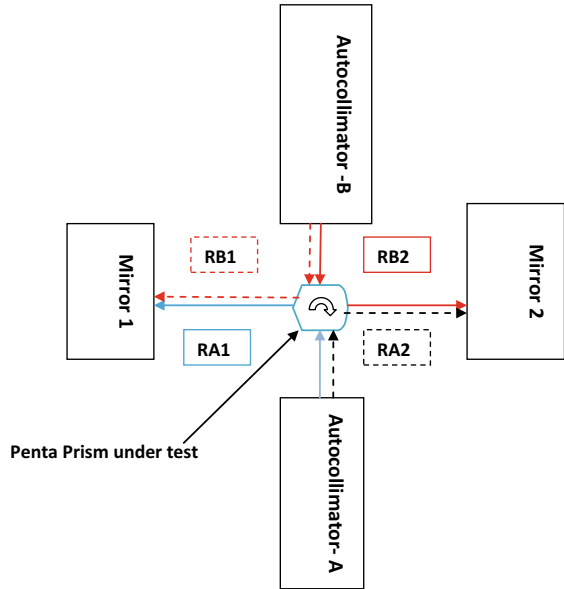 Autocollimator -B
Mirror 1
RB1
RB2
Mirror 2
RA1
RA2
Penta Prism under test
Autocollimator- A